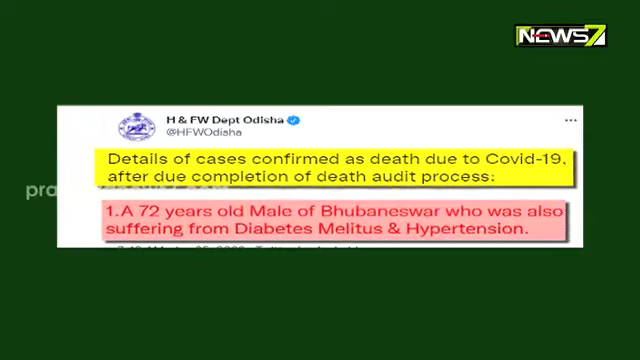 NEWS7
H & FW Dept Odisha
@HFWOdisha
Details of cases confirmed as death due to Covid-19,
after due completion of death audit process:
1.A 72 years old Male of Bhubaneswar who was also
suffering from Diabetes Melitus & Hypertension.